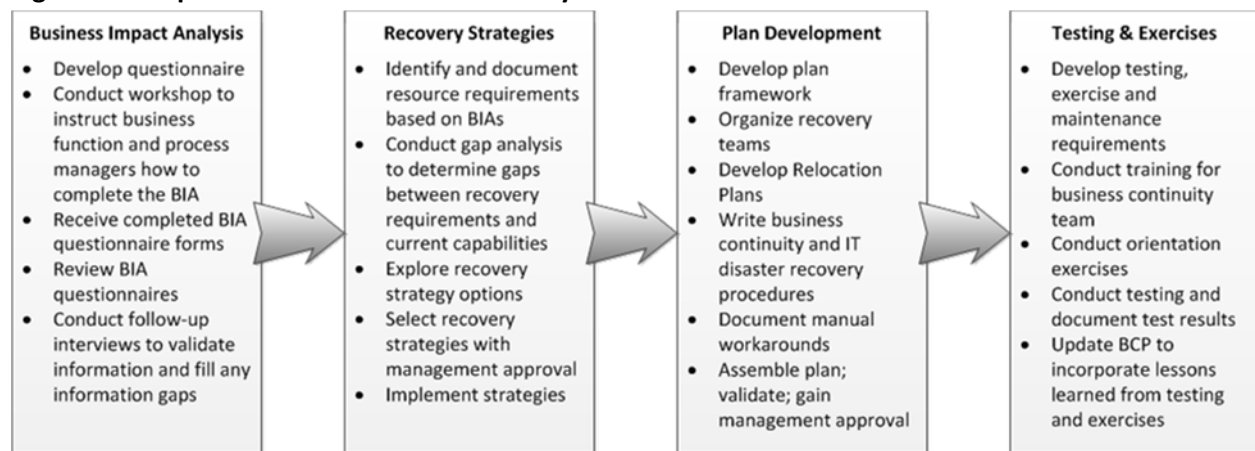 Business Impact Analysis
• Develop questionnaire
• Conduct workshop to
instruct business
function and process
managers how to
complete the BIA
• Receive completed BIA
questionnaire forms
• Review BIA
questionnaires
• Conduct follow-up
interviews to validate
information and fill any
information gaps
Recovery Strategies
• Identify and document
resource requirements
based on BIAs
• Conduct gap analysis
to determine gaps
between recovery
requirements and
current capabilities
• Explore recovery
strategy options
• Select recovery
strategies with
management approval
• Implement strategies
Plan Development
• Develop plan
framework
• Organize recovery
teams
• Develop Relocation
Plans
• Write business
continuity and IT
disaster recovery
procedures
• Document manual
workarounds
• Assemble plan;
validate; gain
management approval
Testing & Exercises
• Develop testing,
exercise and
maintenance
requirements
• Conduct training for
business continuity
team
• Conduct orientation
exercises
• Conduct testing and
document test results
• Update BCP to
incorporate lessons
learned from testing
and exercises